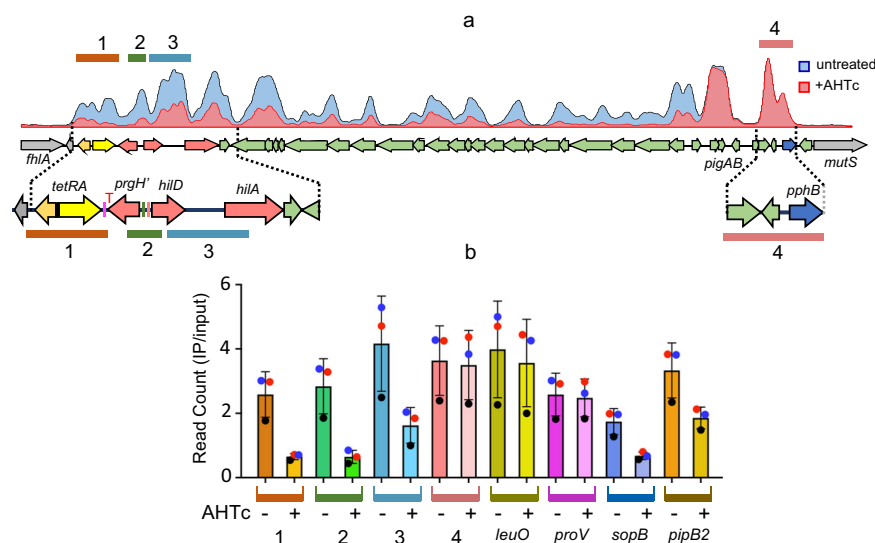 a
1
2
3
4
untreated
+AHTc
fhlA
pigAB
mutS
tetRA
prgH'
hilD
hilA
pphB
1
2
3
4
b
Read Count (IP/input)
6
4
2
0
AHTc
- + - + - + - + - + - + - + - +
1 2 3 4 leuO proV sopB pipB2